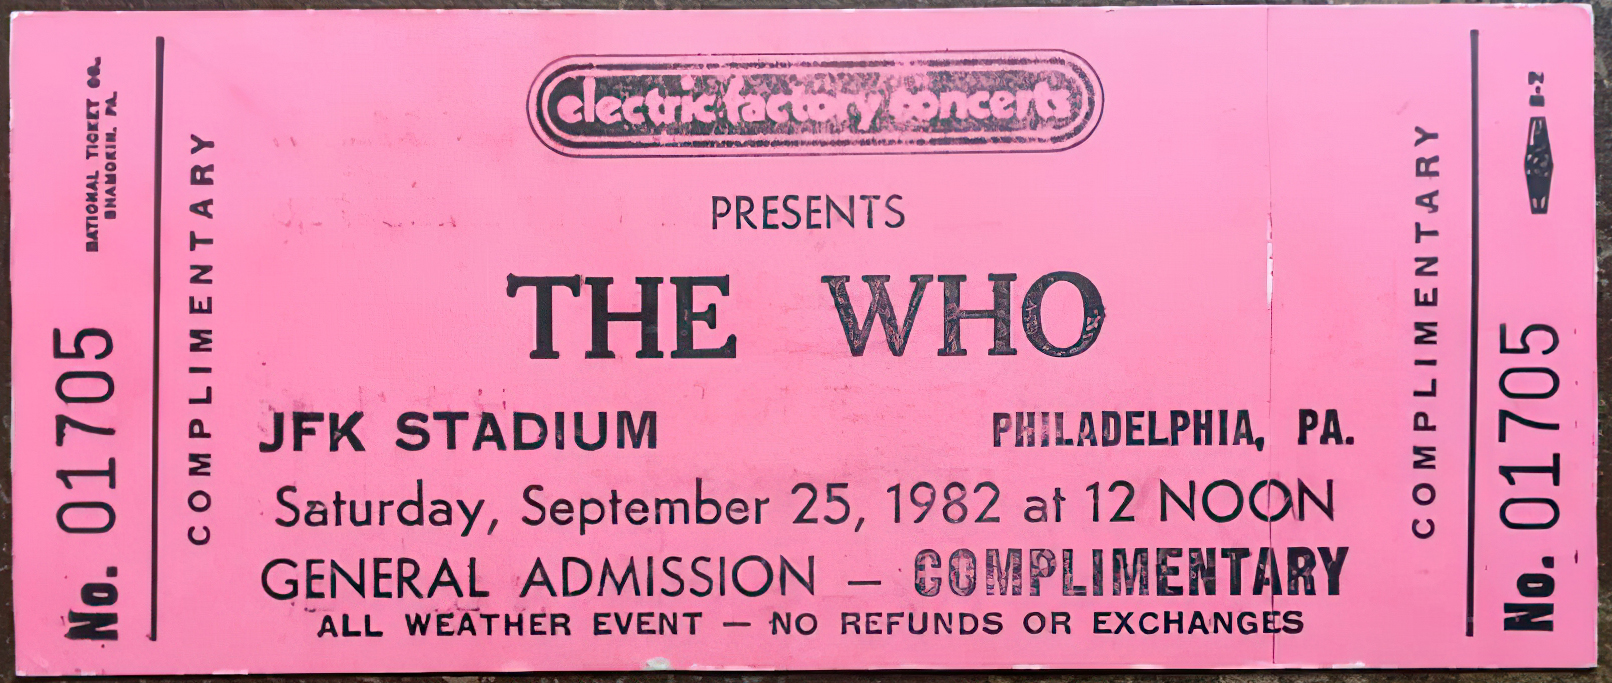 NATIONAL TICKET CO.
SHAMOKIN, PA.
No. 01705
COMPLIMENTARY
electric factory concerts
PRESENTS
THE WHO
JFK STADIUM PHILADELPHIA, PA.
Saturday, September 25, 1982 at 12 NOON
GENERAL ADMISSION — COMPLIMENTARY
ALL WEATHER EVENT — NO REFUNDS OR EXCHANGES
COMPLIMENTARY
No. 01705